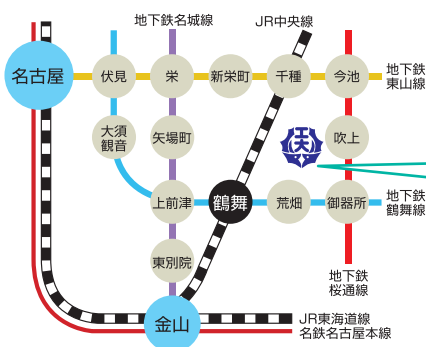 地下鉄名城線
JR中央線
名古屋
伏見
栄
新栄町
千種
今池
地下鉄
東山線
大須
観音
矢場町
吹上
上前津
鶴舞
荒畑
御器所
地下鉄
鶴舞線
東別院
地下鉄
桜通線
金山
JR東海道線
名鉄名古屋本線